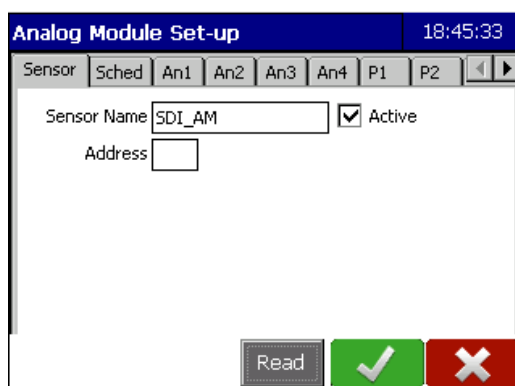 Analog Module Set-up 18:45:33
Sensor Sched An1 An2 An3 An4 P1 P2
Sensor Name SDI_AM Active
Address
Read